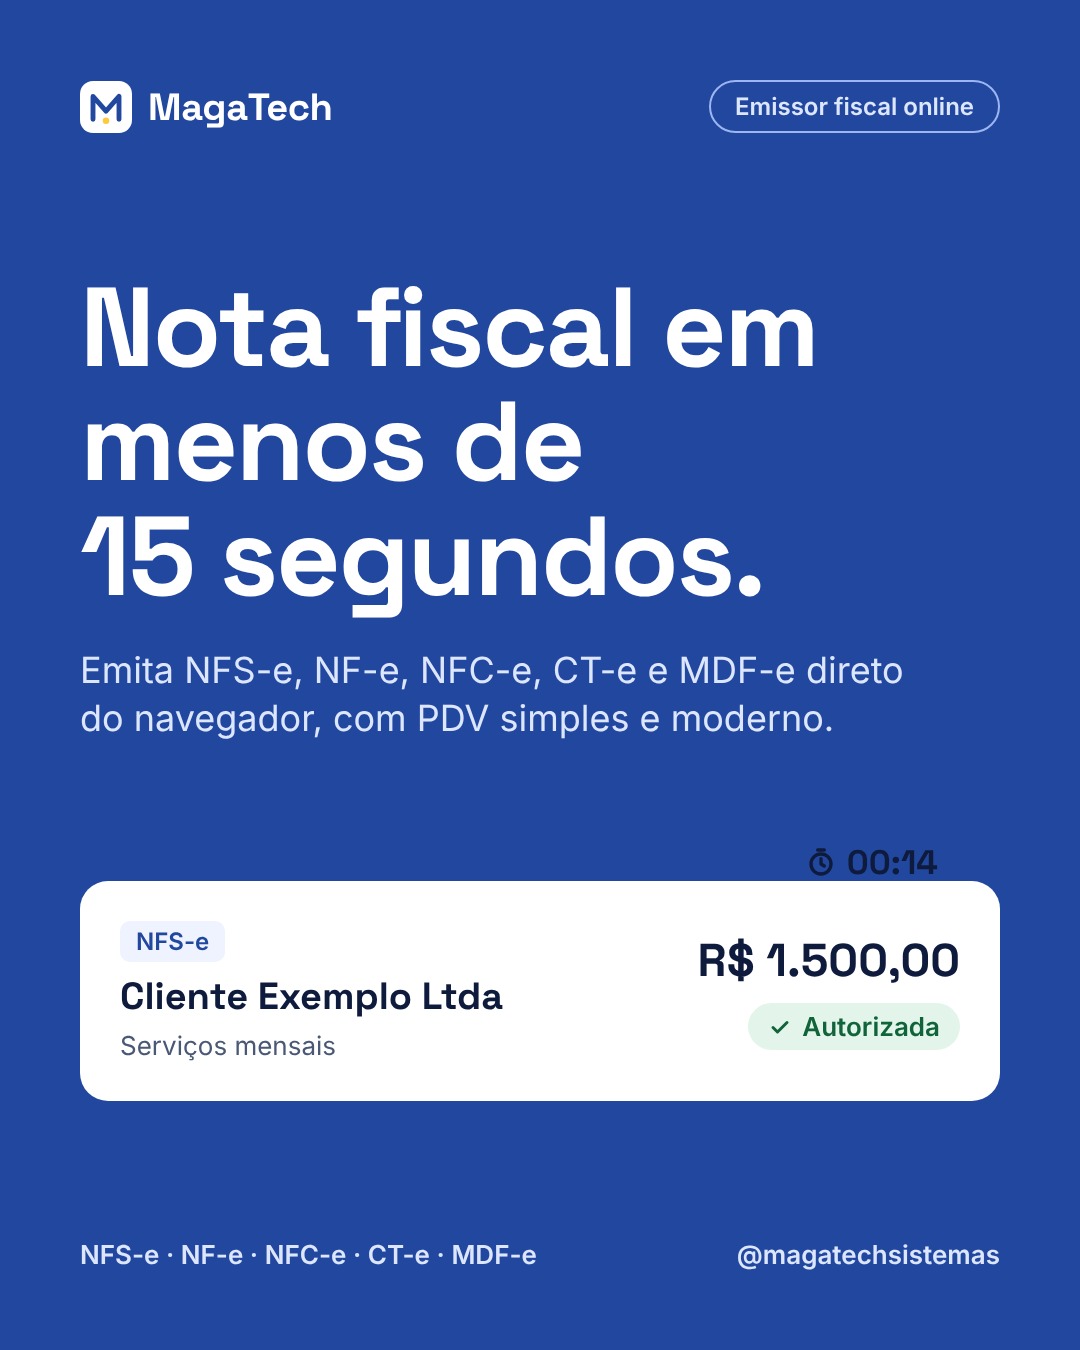 MagaTech
Emissor fiscal online
Nota fiscal em
menos de
15 segundos.
Emita NFS-e, NF-e, NFC-e, CT-e e MDF-e direto
do navegador, com PDV simples e moderno.
00:14
NFS-e
Cliente Exemplo Ltda
Serviços mensais
R$ 1.500,00
Autorizada
NFS-e · NF-e · NFC-e · CT-e · MDF-e
@magatechsistemas